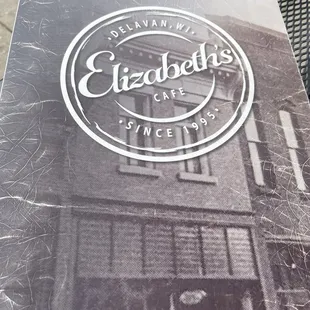 • DELAVAN, WI •
Elizabeth's
CAFE
• SINCE 1995 •